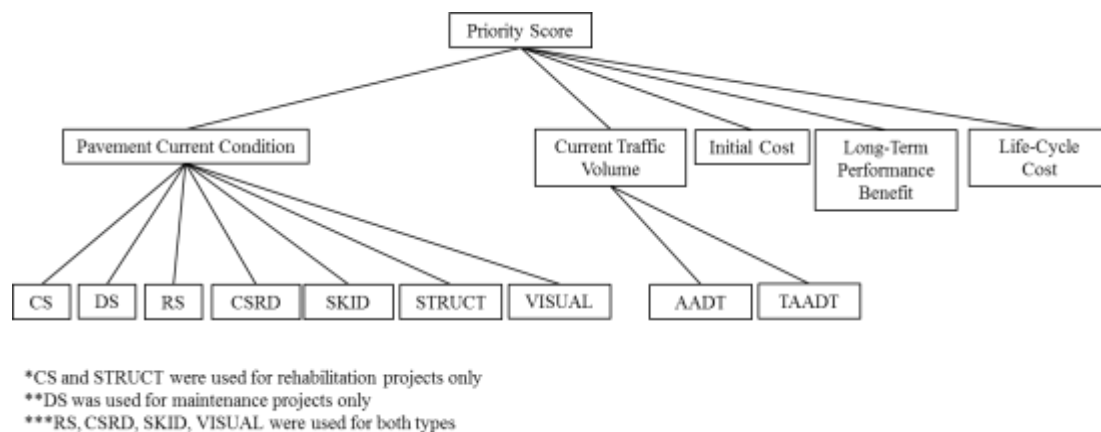 Priority Score
Pavement Current Condition
Current Traffic
Volume
Initial Cost
Long-Term
Performance
Benefit
Life-Cycle
Cost
CS
DS
RS
CSRD
SKID
STRUCT
VISUAL
AADT
TAADT
*CS and STRUCT were used for rehabilitation projects only
**DS was used for maintenance projects only
***RS, CSRD, SKID, VISUAL were used for both types